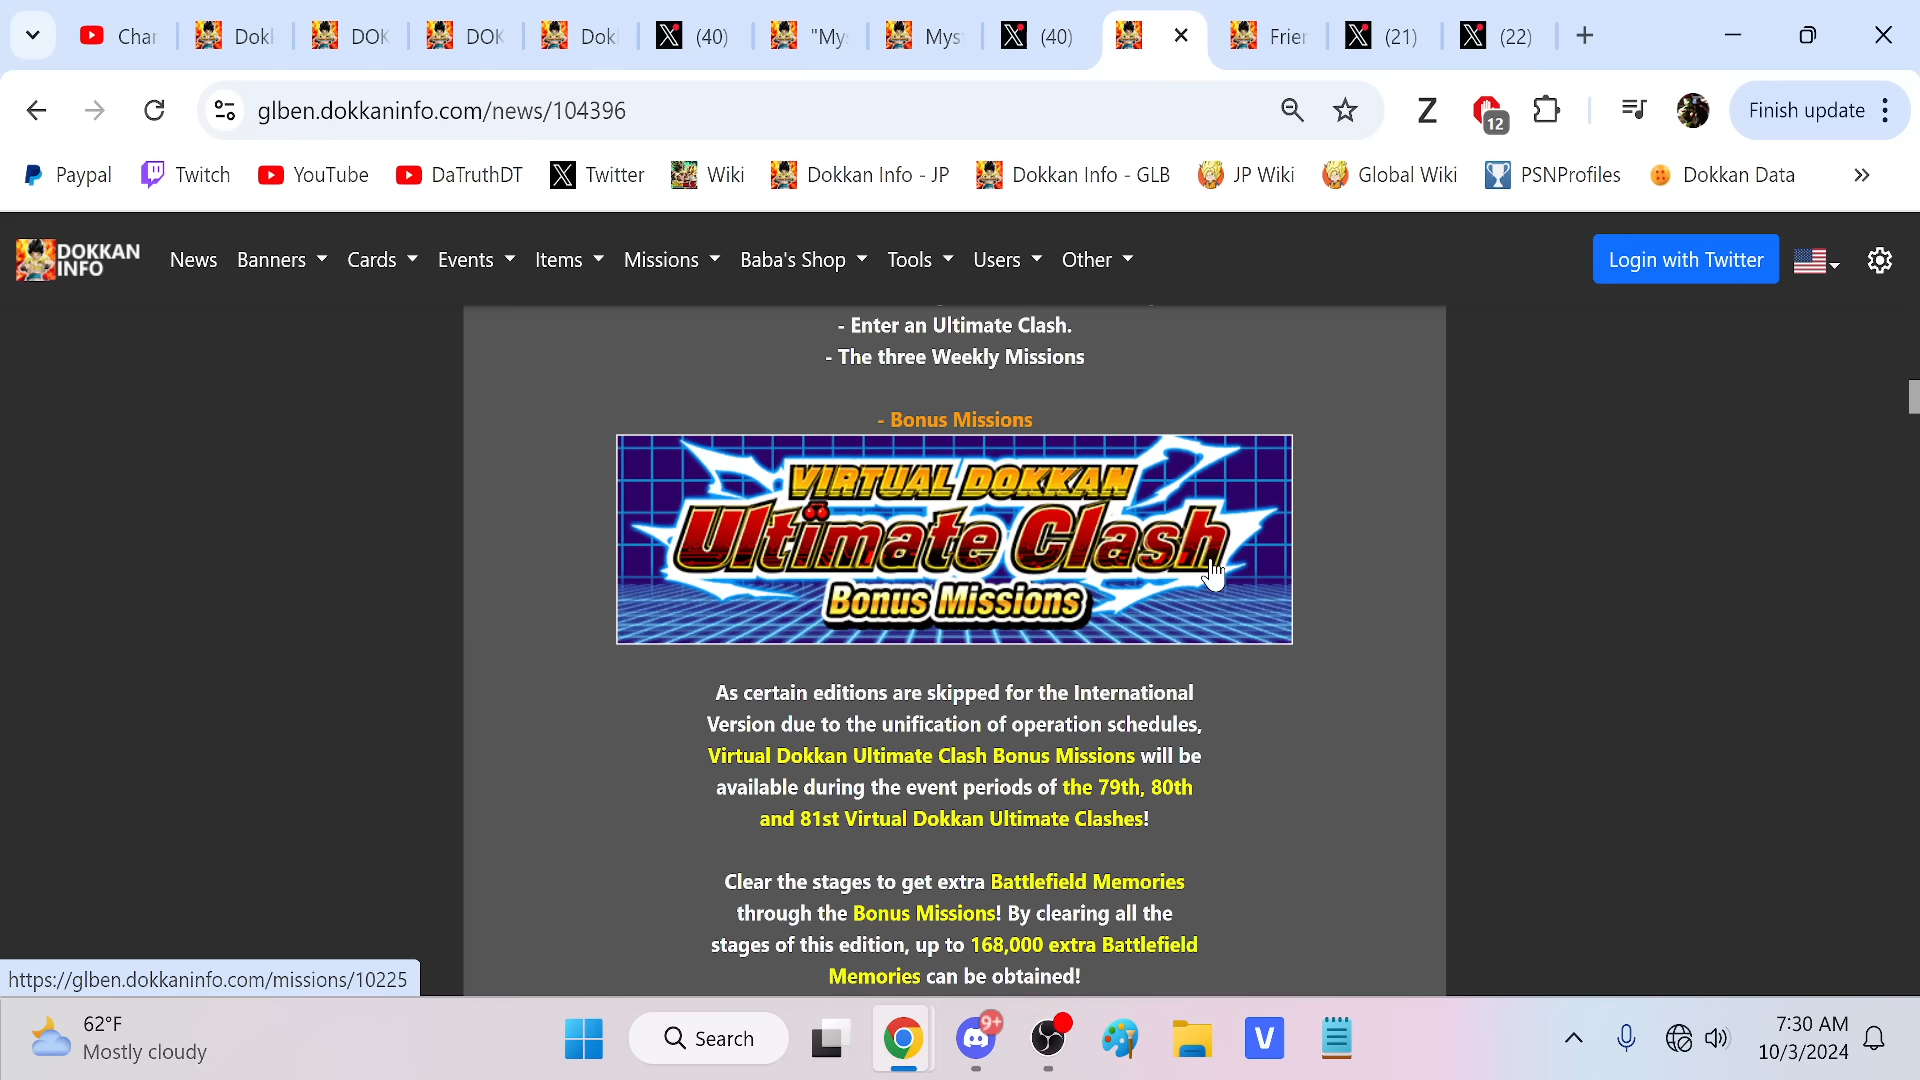 Char
Dokl
DOK
DOK
Dokl
(40)
"My
Mys
(40)
Frier
(21)
(22)
glben.dokkaninfo.com/news/104396
Z
12
Finish update
Paypal
Twitch
YouTube
DaTruthDT
Twitter
Wiki
Dokkan Info - JP
Dokkan Info - GLB
JP Wiki
Global Wiki
PSNProfiles
Dokkan Data
DOKKAN
INFO
News
Banners
Cards
Events
Items
Missions
Baba's Shop
Tools
Users
Other
Login with Twitter
- Enter an Ultimate Clash.
- The three Weekly Missions
- Bonus Missions
VIRTUAL DOKKAN
Ultimate Clash
Bonus Missions
As certain editions are skipped for the International
Version due to the unification of operation schedules,
Virtual Dokkan Ultimate Clash Bonus Missions will be
available during the event periods of the 79th, 80th
and 81st Virtual Dokkan Ultimate Clashes!
Clear the stages to get extra Battlefield Memories
through the Bonus Missions! By clearing all the
stages of this edition, up to 168,000 extra Battlefield
Memories can be obtained!
https://glben.dokkaninfo.com/missions/10225
62°F
Mostly cloudy
Search
9+
V
7:30 AM
10/3/2024